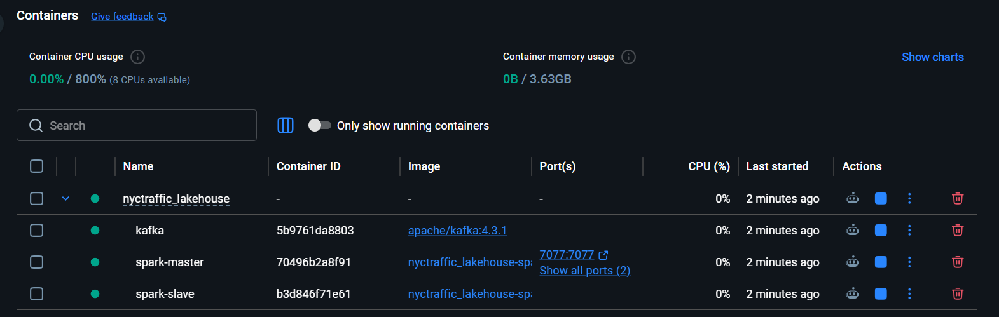 Containers Give feedback
Container CPU usage
0.00% / 800% (8 CPUs available)
Container memory usage
0B / 3.63GB
Show charts
Search
Only show running containers
Name Container ID Image Port(s) CPU (%) Last started Actions
nyctraffic_lakehouse - - - 0% 2 minutes ago
kafka 5b9761da8803 apache/kafka:4.3.1 0% 2 minutes ago
spark-master 70496b2a8f91 nyctraffic_lakehouse-spa 7077:7077 0% 2 minutes ago
Show all ports (2)
spark-slave b3d846f71e61 nyctraffic_lakehouse-spa 0% 2 minutes ago